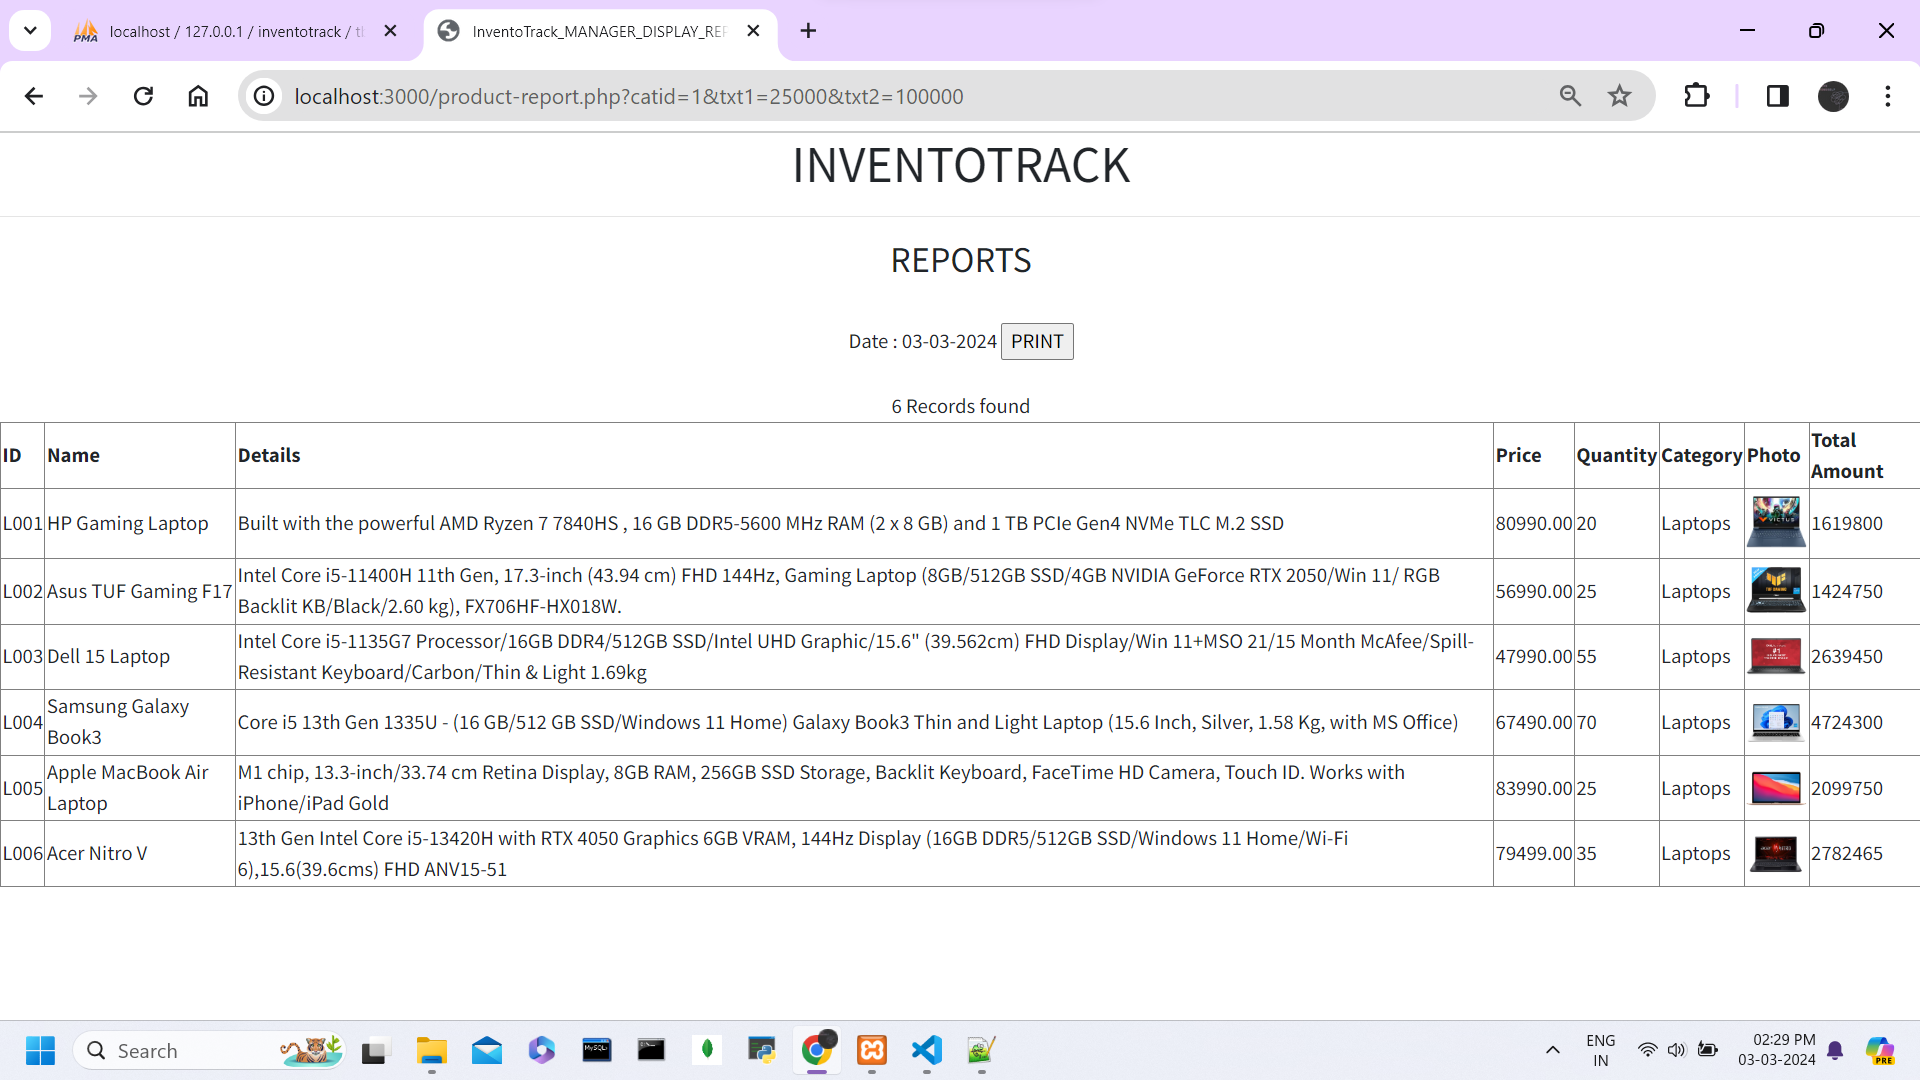 localhost / 127.0.0.1 / inventotrack / t
InventoTrack_MANAGER_DISPLAY_REP
localhost:3000/product-report.php?catid=1&txt1=25000&txt2=100000
INVENTOTRACK
REPORTS
Date : 03-03-2024 PRINT
6 Records found
ID Name Details Price Quantity Category Photo Total Amount
L001 HP Gaming Laptop Built with the powerful AMD Ryzen 7 7840HS , 16 GB DDR5-5600 MHz RAM (2 x 8 GB) and 1 TB PCIe Gen4 NVMe TLC M.2 SSD 80990.00 20 Laptops 1619800
L002 Asus TUF Gaming F17 Intel Core i5-11400H 11th Gen, 17.3-inch (43.94 cm) FHD 144Hz, Gaming Laptop (8GB/512GB SSD/4GB NVIDIA GeForce RTX 2050/Win 11/ RGB
Backlit KB/Black/2.60 kg), FX706HF-HX018W. 56990.00 25 Laptops 1424750
L003 Dell 15 Laptop Intel Core i5-1135G7 Processor/16GB DDR4/512GB SSD/Intel UHD Graphic/15.6" (39.562cm) FHD Display/Win 11+MSO 21/15 Month McAfee/Spill-
Resistant Keyboard/Carbon/Thin & Light 1.69kg 47990.00 55 Laptops 2639450
L004 Samsung Galaxy
Book3 Core i5 13th Gen 1335U - (16 GB/512 GB SSD/Windows 11 Home) Galaxy Book3 Thin and Light Laptop (15.6 Inch, Silver, 1.58 Kg, with MS Office) 67490.00 70 Laptops 4724300
L005 Apple MacBook Air
Laptop M1 chip, 13.3-inch/33.74 cm Retina Display, 8GB RAM, 256GB SSD Storage, Backlit Keyboard, FaceTime HD Camera, Touch ID. Works with
iPhone/iPad Gold 83990.00 25 Laptops 2099750
L006 Acer Nitro V 13th Gen Intel Core i5-13420H with RTX 4050 Graphics 6GB VRAM, 144Hz Display (16GB DDR5/512GB SSD/Windows 11 Home/Wi-Fi
6),15.6(39.6cms) FHD ANV15-51 79499.00 35 Laptops 2782465
Search
ENG
IN
02:29 PM
03-03-2024
PRE